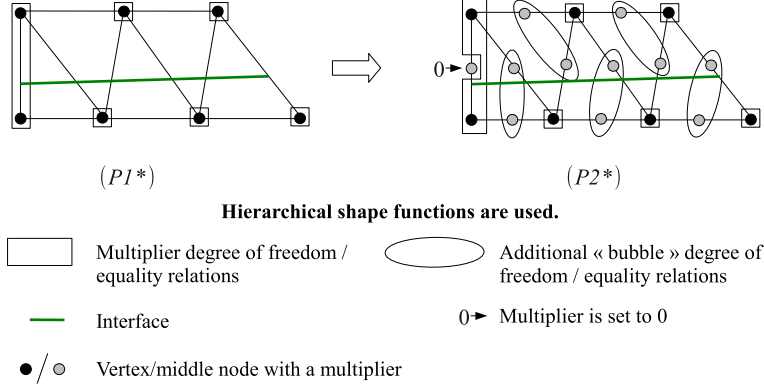 0
(P1*)
(P2*)
Hierarchical shape functions are used.
Multiplier degree of freedom /
equality relations
Additional « bubble » degree of
freedom / equality relations
Interface
0 Multiplier is set to 0
/ Vertex/middle node with a multiplier